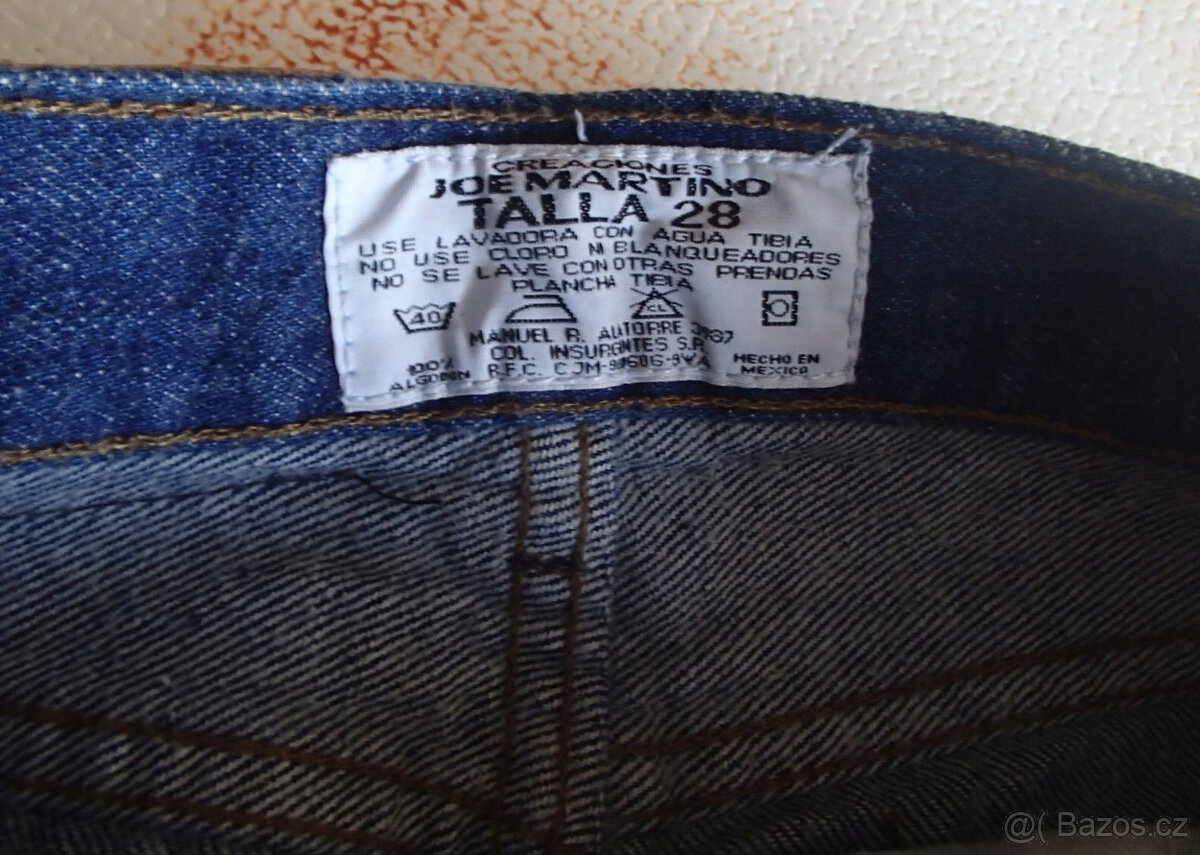 CREACIONES
JOE MARTINO
TALLA 28
USE LAVADORA CON AGUA TIBIA
NO USE CLORO NI BLANQUEADORES
NO SE LAVE CON OTRAS PRENDAS
PLANCHA TIBIA
40
CL
MANUEL R. ALATORRE
COL. INSURGENTES
100% ALGODON
R.F.C.
HECHO EN MEXICO
@( Bazos.cz